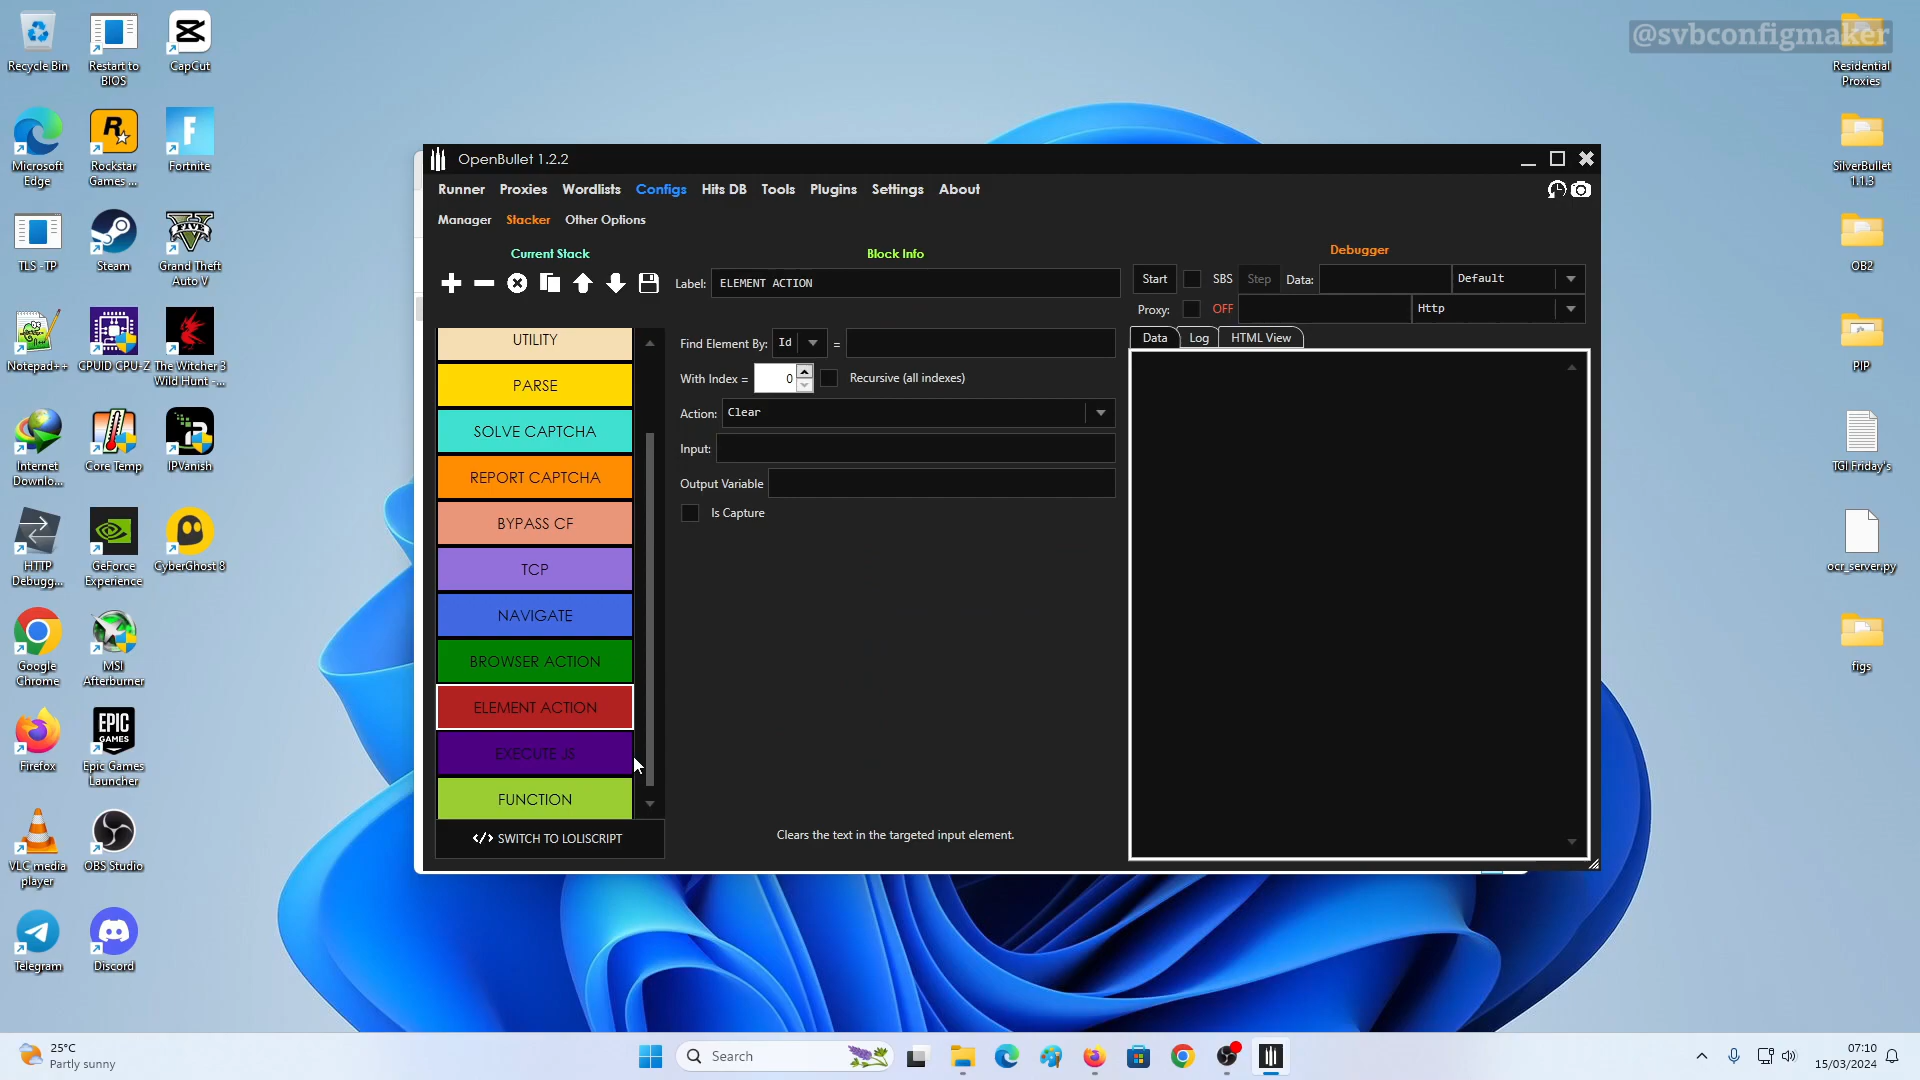 @svbconfigmaker
Recycle Bin
Restart to
BIOS
CapCut
Residential
Proxies
Microsoft
Edge
Rockstar
Games ...
Fortnite
SilverBullet
1.1.3
TLS -TP
Steam
Grand Theft
Auto V
OB2
Notepad++
CPUID CPU-Z
The Witcher 3
Wild Hunt -...
PIP
Internet
Downlo...
Core Temp
IPVanish
TGI Friday's
HTTP
Debugg...
GeForce
Experience
CyberGhost 8
ocr_server.py
Google
Chrome
MSI
Afterburner
figs
Firefox
EPIC
GAMES
Epic Games
Launcher
VLC media
player
OBS Studio
Telegram
Discord
OpenBullet 1.2.2
Runner Proxies Wordlists Configs Hits DB Tools Plugins Settings About
Manager Stacker Other Options
Current Stack
Block Info
Debugger
Label: ELEMENT ACTION
Start SBS Step Data: Default
Proxy: OFF Http
Data Log HTML View
UTILITY
PARSE
SOLVE CAPTCHA
REPORT CAPTCHA
BYPASS CF
TCP
NAVIGATE
BROWSER ACTION
ELEMENT ACTION
EXECUTE JS
FUNCTION
</> SWITCH TO LOLISCRIPT
Find Element By: Id =
With Index = 0 Recursive (all indexes)
Action: Clear
Input:
Output Variable
Is Capture
Clears the text in the targeted input element.
25°C
Partly sunny
Search
07:10
15/03/2024